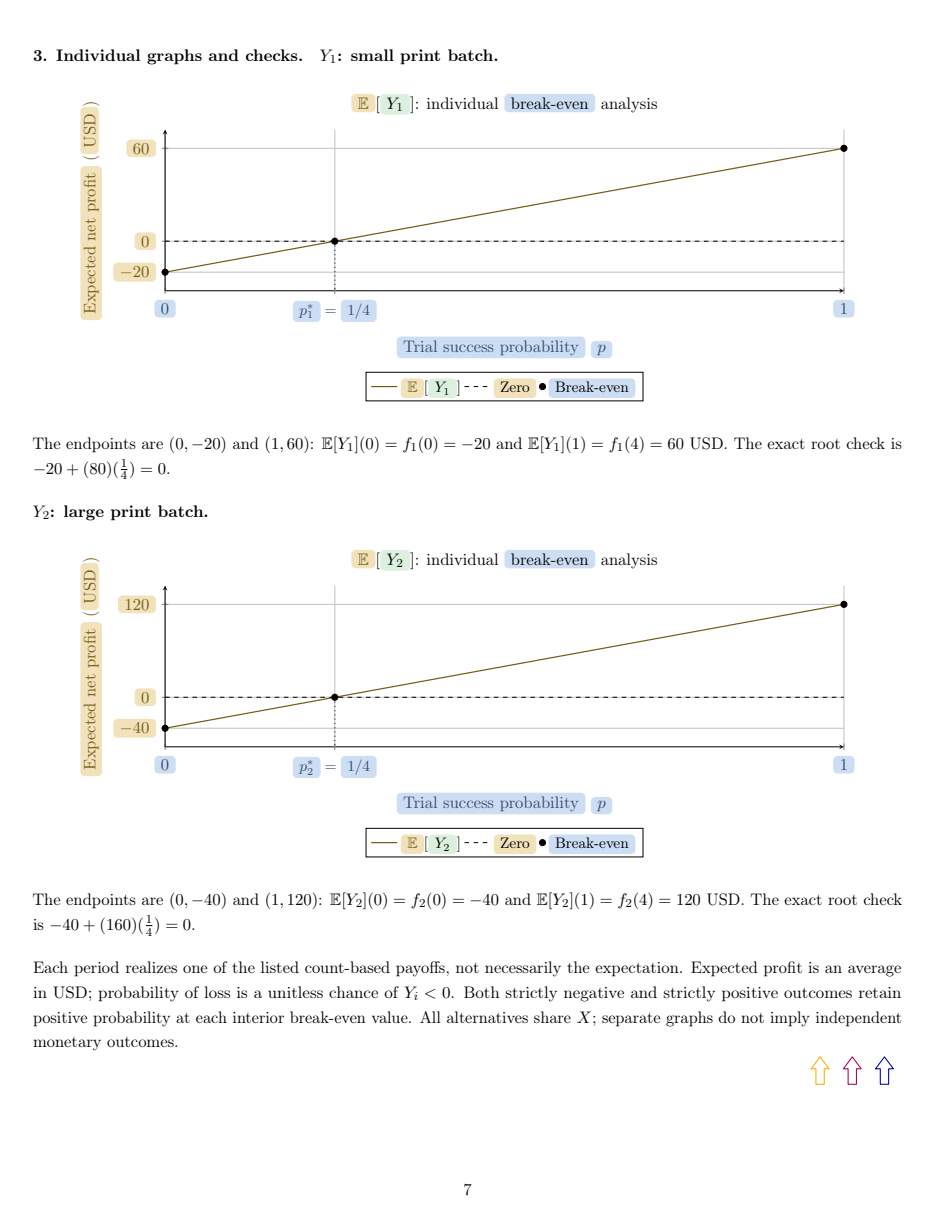 3. Individual graphs and checks. Y₁: small print batch.
𝔼[Y₁]: individual break-even analysis
Expected net profit (USD)
60
0
−20
0
p₁* = 1/4
1
Trial success probability p
𝔼[Y₁] Zero Break-even
The endpoints are (0, −20) and (1, 60): 𝔼[Y₁](0) = f₁(0) = −20 and 𝔼[Y₁](1) = f₁(4) = 60 USD. The exact root check is
−20 + (80)(1/4) = 0.
Y₂: large print batch.
𝔼[Y₂]: individual break-even analysis
Expected net profit (USD)
120
0
−40
0
p₂* = 1/4
1
Trial success probability p
𝔼[Y₂] Zero Break-even
The endpoints are (0, −40) and (1, 120): 𝔼[Y₂](0) = f₂(0) = −40 and 𝔼[Y₂](1) = f₂(4) = 120 USD. The exact root check
is −40 + (160)(1/4) = 0.
Each period realizes one of the listed count-based payoffs, not necessarily the expectation. Expected profit is an average
in USD; probability of loss is a unitless chance of Yᵢ < 0. Both strictly negative and strictly positive outcomes retain
positive probability at each interior break-even value. All alternatives share X; separate graphs do not imply independent
monetary outcomes.
7